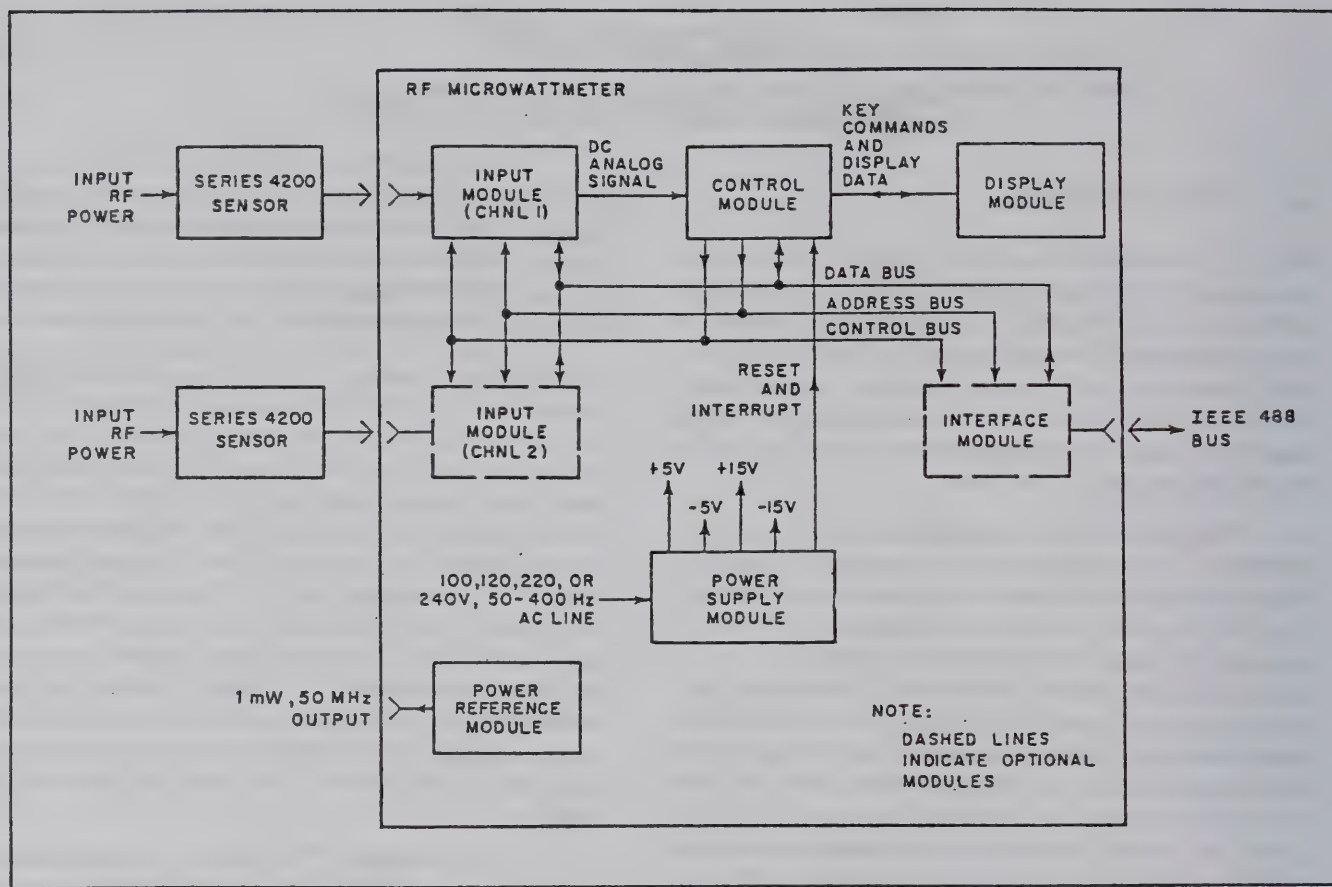 RF MICROWATTMETER
INPUT
RF
POWER
SERIES 4200
SENSOR
INPUT
MODULE
(CHNL 1)
DC
ANALOG
SIGNAL
CONTROL
MODULE
KEY
COMMANDS
AND
DISPLAY
DATA
DISPLAY
MODULE
DATA BUS
ADDRESS BUS
CONTROL BUS
INPUT
RF
POWER
SERIES 4200
SENSOR
INPUT
MODULE
(CHNL 2)
RESET
AND
INTERRUPT
INTERFACE
MODULE
IEEE 488
BUS
+5V
-5V
+15V
-15V
100,120,220, OR
240V, 50-400 Hz
AC LINE
POWER
SUPPLY
MODULE
1 mW, 50 MHz
OUTPUT
POWER
REFERENCE
MODULE
NOTE:
DASHED LINES
INDICATE OPTIONAL
MODULES